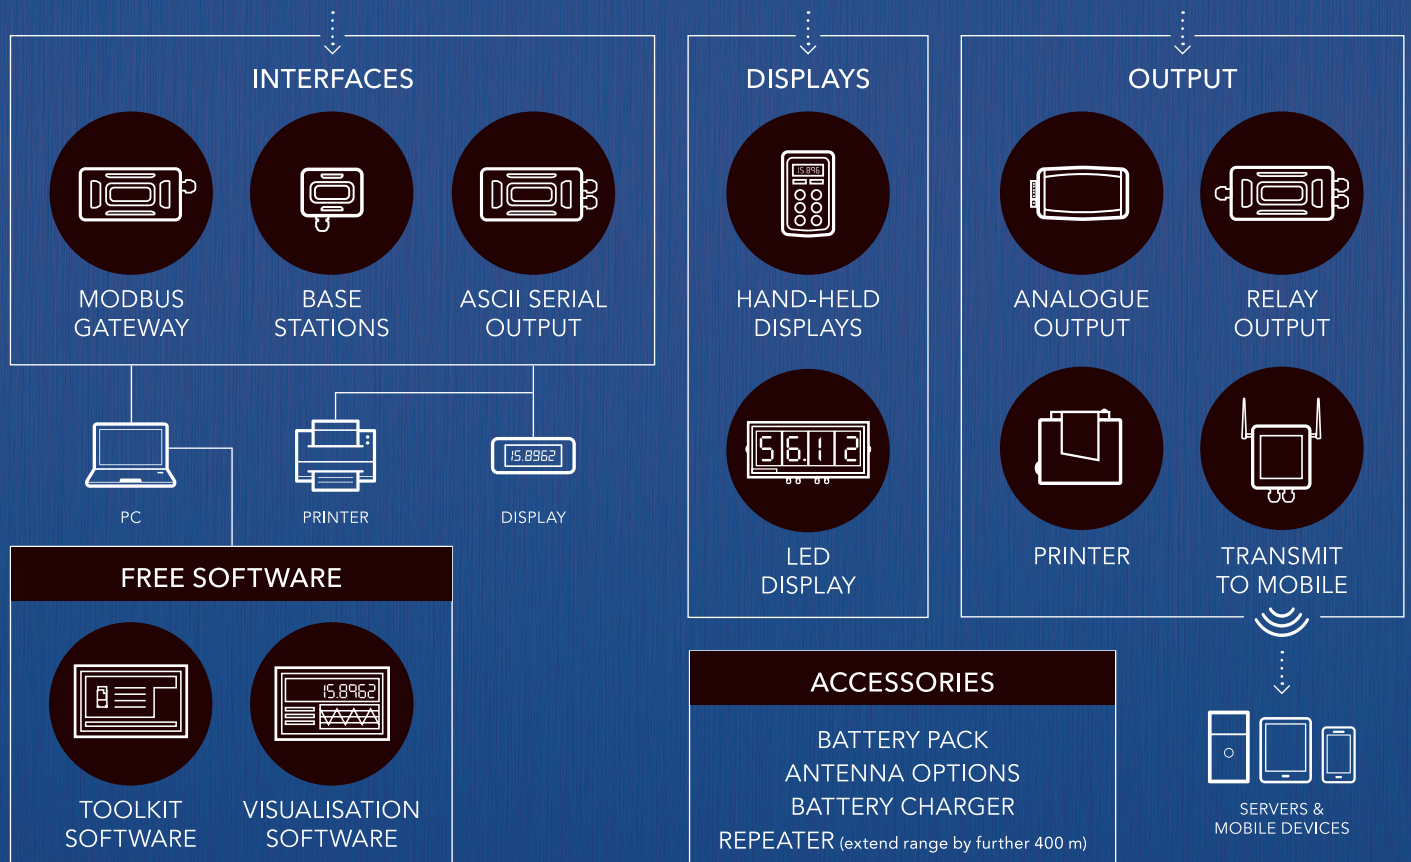 INTERFACES
MODBUS
GATEWAY
BASE
STATIONS
ASCII SERIAL
OUTPUT
PC
PRINTER
15.8962
DISPLAY
FREE SOFTWARE
TOOLKIT
SOFTWARE
15.8962
VISUALISATION
SOFTWARE
DISPLAYS
15.896
HAND-HELD
DISPLAYS
56.12
LED
DISPLAY
OUTPUT
ANALOGUE
OUTPUT
RELAY
OUTPUT
PRINTER
TRANSMIT
TO MOBILE
SERVERS &
MOBILE DEVICES
ACCESSORIES
BATTERY PACK
ANTENNA OPTIONS
BATTERY CHARGER
REPEATER (extend range by further 400 m)